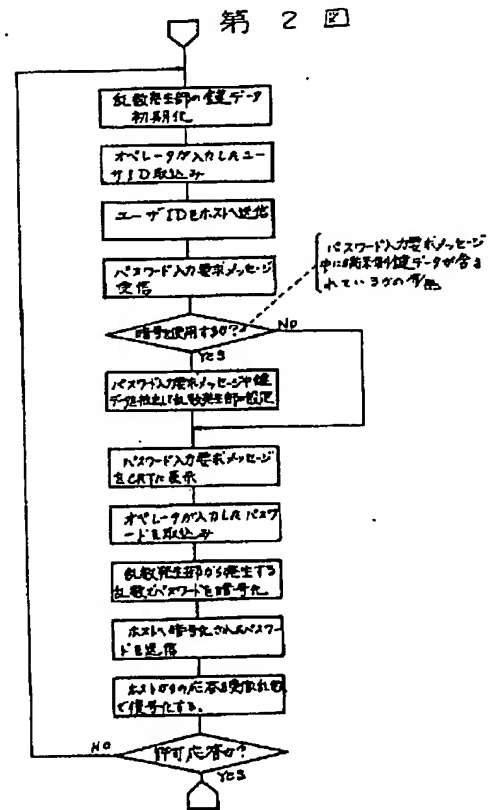 第 2 図
乱数発生部の鍵データ
初期化
オペレータが入力したユー
ザID取込み
ユーザIDをホストへ送信
パスワード入力要求メッセージ
受信
パスワード入力要求メッセージ
中に端末側鍵データが含ま
れているかの有無
暗号を使用するか?
NO
YES
パスワード入力要求メッセージ中鍵
データを抽出し乱数発生部へ設定
パスワード入力要求メッセージ
をCRTに表示
オペレータが入力したパスワ
ードを取込み
乱数発生部から発生する
乱数でパスワードを暗号化
ホストへ暗号化されたパスワー
ドを送信
ホストからの応答を受信乱数
で復号化する。
許可応答か?
NO
YES